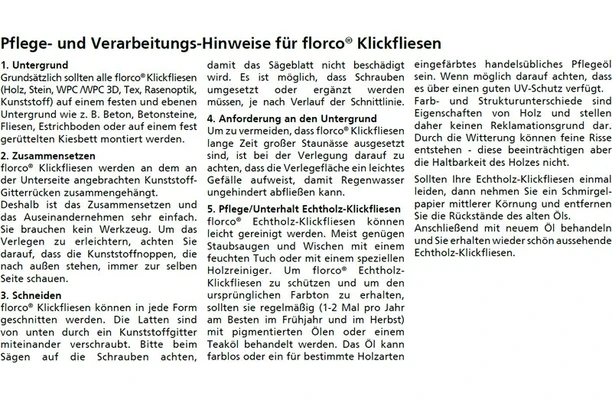 Pflege- und Verarbeitungs-Hinweise für florco® Klickfliesen
1. Untergrund
Grundsätzlich sollten alle florco® Klickfliesen
(Holz, Stein, WPC /WPC 3D, Tex, Rasenoptik,
Kunststoff) auf einem festen und ebenen
Untergrund wie z. B. Beton, Betonsteine,
Fliesen, Estrichboden oder auf einem fest
gerüttelten Kiesbett montiert werden.
2. Zusammensetzen
florco® Klickfliesen werden an dem an
der Unterseite angebrachten Kunststoff-
Gitterrücken zusammengehängt.
Deshalb ist das Zusammensetzen und
das Auseinandernehmen sehr einfach.
Sie brauchen kein Werkzeug. Um das
Verlegen zu erleichtern, achten Sie
darauf, dass die Kunststoffnoppen, die
nach außen stehen, immer zur selben
Seite schauen.
3. Schneiden
florco® Klickfliesen können in jede Form
geschnitten werden. Die Latten sind
von unten durch ein Kunststoffgitter
miteinander verschraubt. Bitte beim
Sägen auf die Schrauben achten,
damit das Sägeblatt nicht beschädigt
wird. Es ist möglich, dass Schrauben
umgesetzt oder ergänzt werden
müssen, je nach Verlauf der Schnittlinie.
4. Anforderung an den Untergrund
Um zu vermeiden, dass florco® Klickfliesen
lange Zeit großer Staunässe ausgesetzt
sind, ist bei der Verlegung darauf zu
achten, dass die Verlegefläche ein leichtes
Gefälle aufweist, damit Regenwasser
ungehindert abfließen kann.
5. Pflege/Unterhalt Echtholz-Klickfliesen
florco® Echtholz-Klickfliesen können
leicht gereinigt werden. Meist genügen
Staubsaugen und Wischen mit einem
feuchten Tuch oder mit einem speziellen
Holzreiniger. Um florco® Echtholz-
Klickfliesen zu schützen und um den
ursprünglichen Farbton zu erhalten,
sollten sie regelmäßig (1-2 Mal pro Jahr
am Besten im Frühjahr und im Herbst)
mit pigmentierten Ölen oder einem
Teaköl behandelt werden. Das Öl kann
farblos oder ein für bestimmte Holzarten
eingefärbtes handelsübliches Pflegeöl
sein. Wenn möglich darauf achten, dass
es über einen guten UV-Schutz verfügt.
Farb- und Strukturunterschiede sind
Eigenschaften von Holz und stellen
daher keinen Reklamationsgrund dar.
Durch die Witterung können feine Risse
entstehen - diese beeinträchtigen aber
die Haltbarkeit des Holzes nicht.
Sollten Ihre Echtholz-Klickfliesen einmal
leiden, dann nehmen Sie ein Schmirgel-
papier mittlerer Körnung und entfernen
Sie die Rückstände des alten Öls.
Anschließend mit neuem Öl behandeln
und Sie erhalten wieder schön aussehende
Echtholz-Klickfliesen.